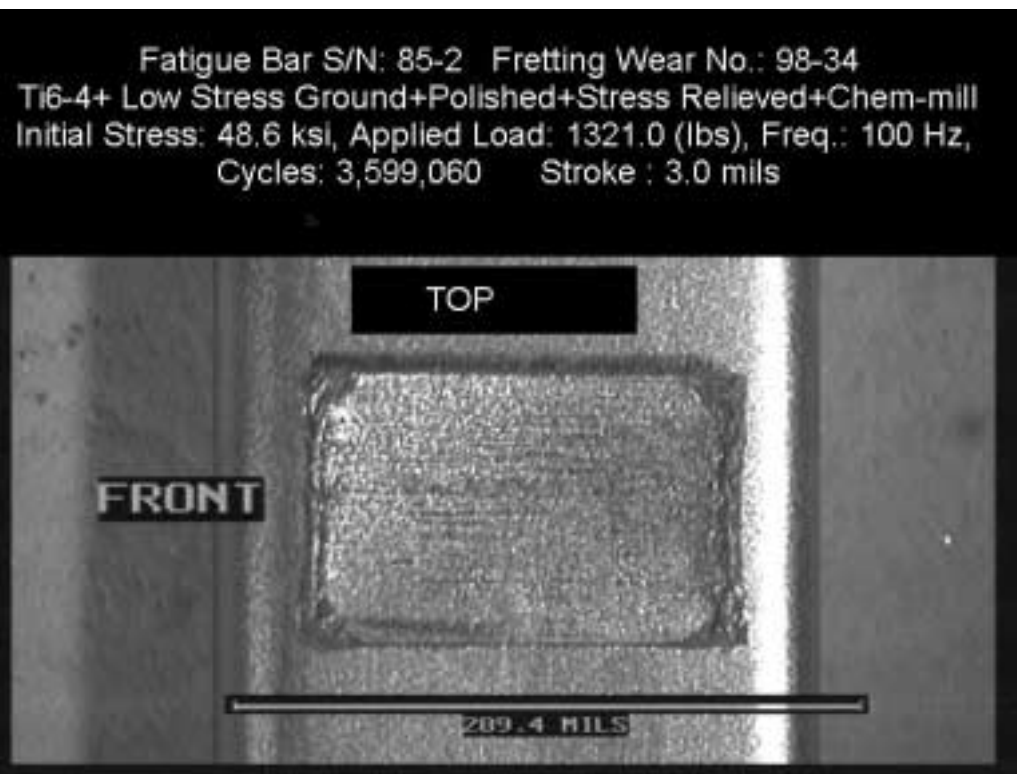 Fatigue Bar S/N: 85-2 Fretting Wear No.: 98-34
Ti6-4+ Low Stress Ground+Polished+Stress Relieved+Chem-mill
Initial Stress: 48.6 ksi, Applied Load: 1321.0 (lbs), Freq.: 100 Hz,
Cycles: 3,599,060 Stroke : 3.0 mils
TOP
FRONT
209.4 MILS